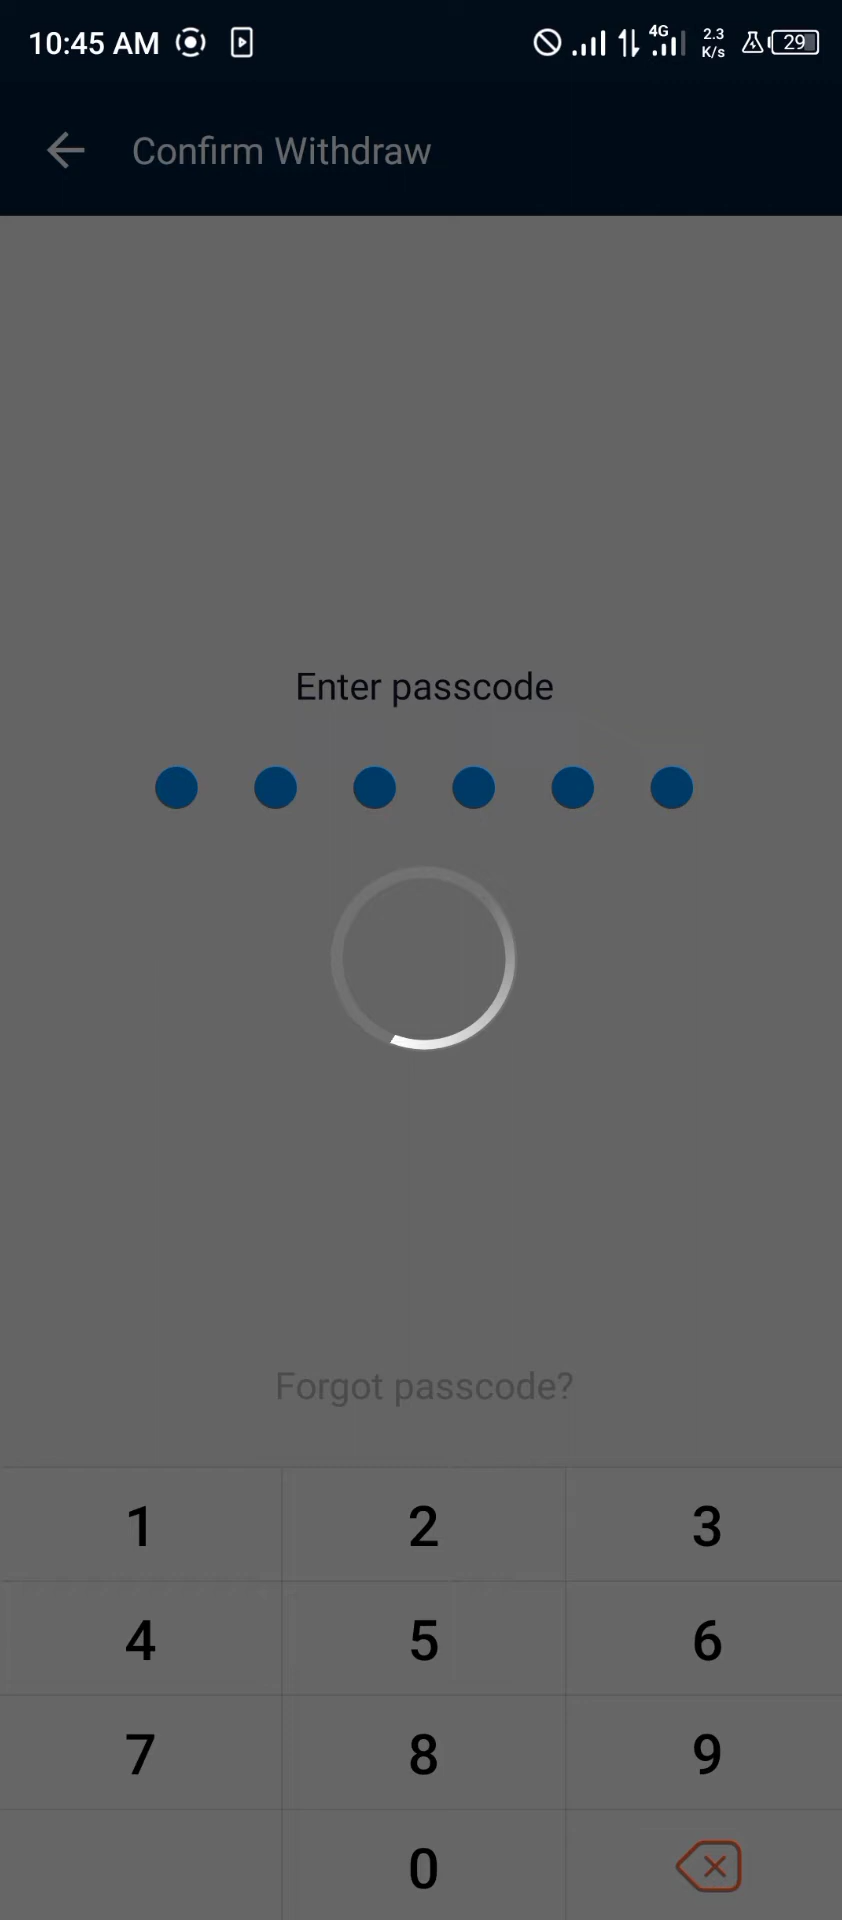 10:45 AM 4G 2.3 K/s 29
Confirm Withdraw
Enter passcode
Forgot passcode?
1 2 3
4 5 6
7 8 9
0